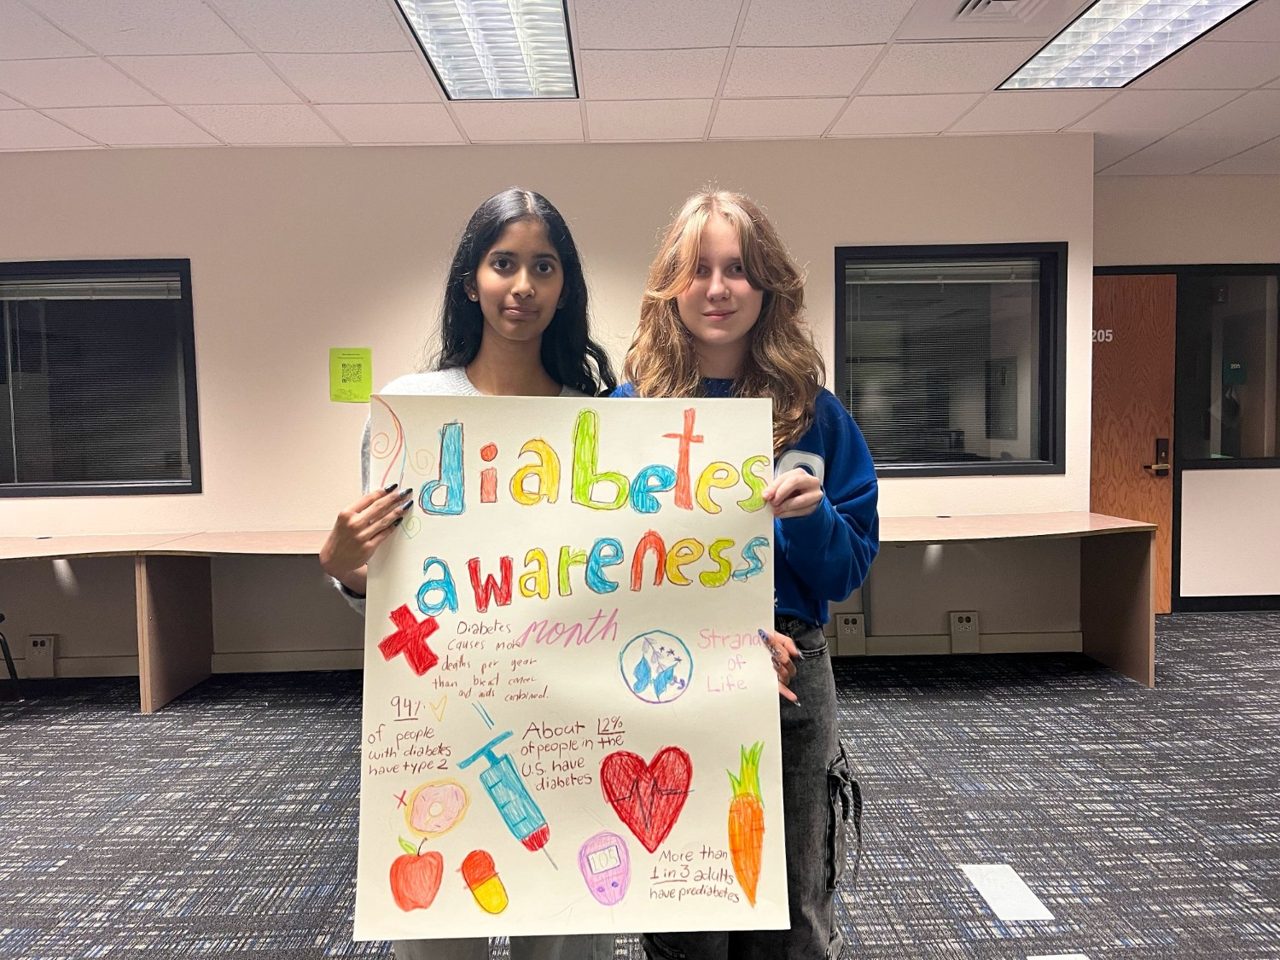 diabetes
awareness
month
Diabetes
causes more
deaths per year
than breast cancer
and aids combined.
Strand
of
Life
94%
of people
with diabetes
have type 2
About 12%
of people in the
U.S. have
diabetes
x
105
More than
1 in 3 adults
have prediabetes
205
201